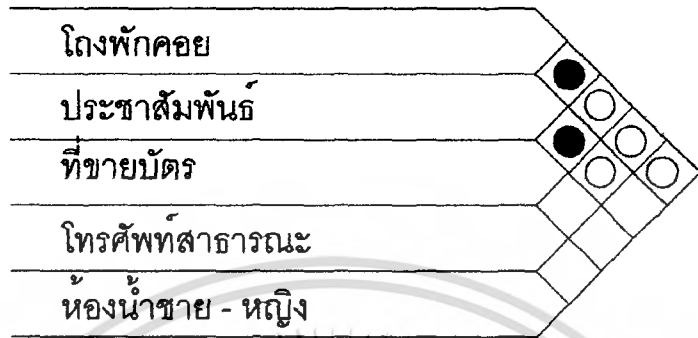 โถงพักคอย
ประชาสัมพันธ์
ที่ขายบัตร
โทรศัพท์สาธารณะ
ห้องน้ำชาย - หญิง